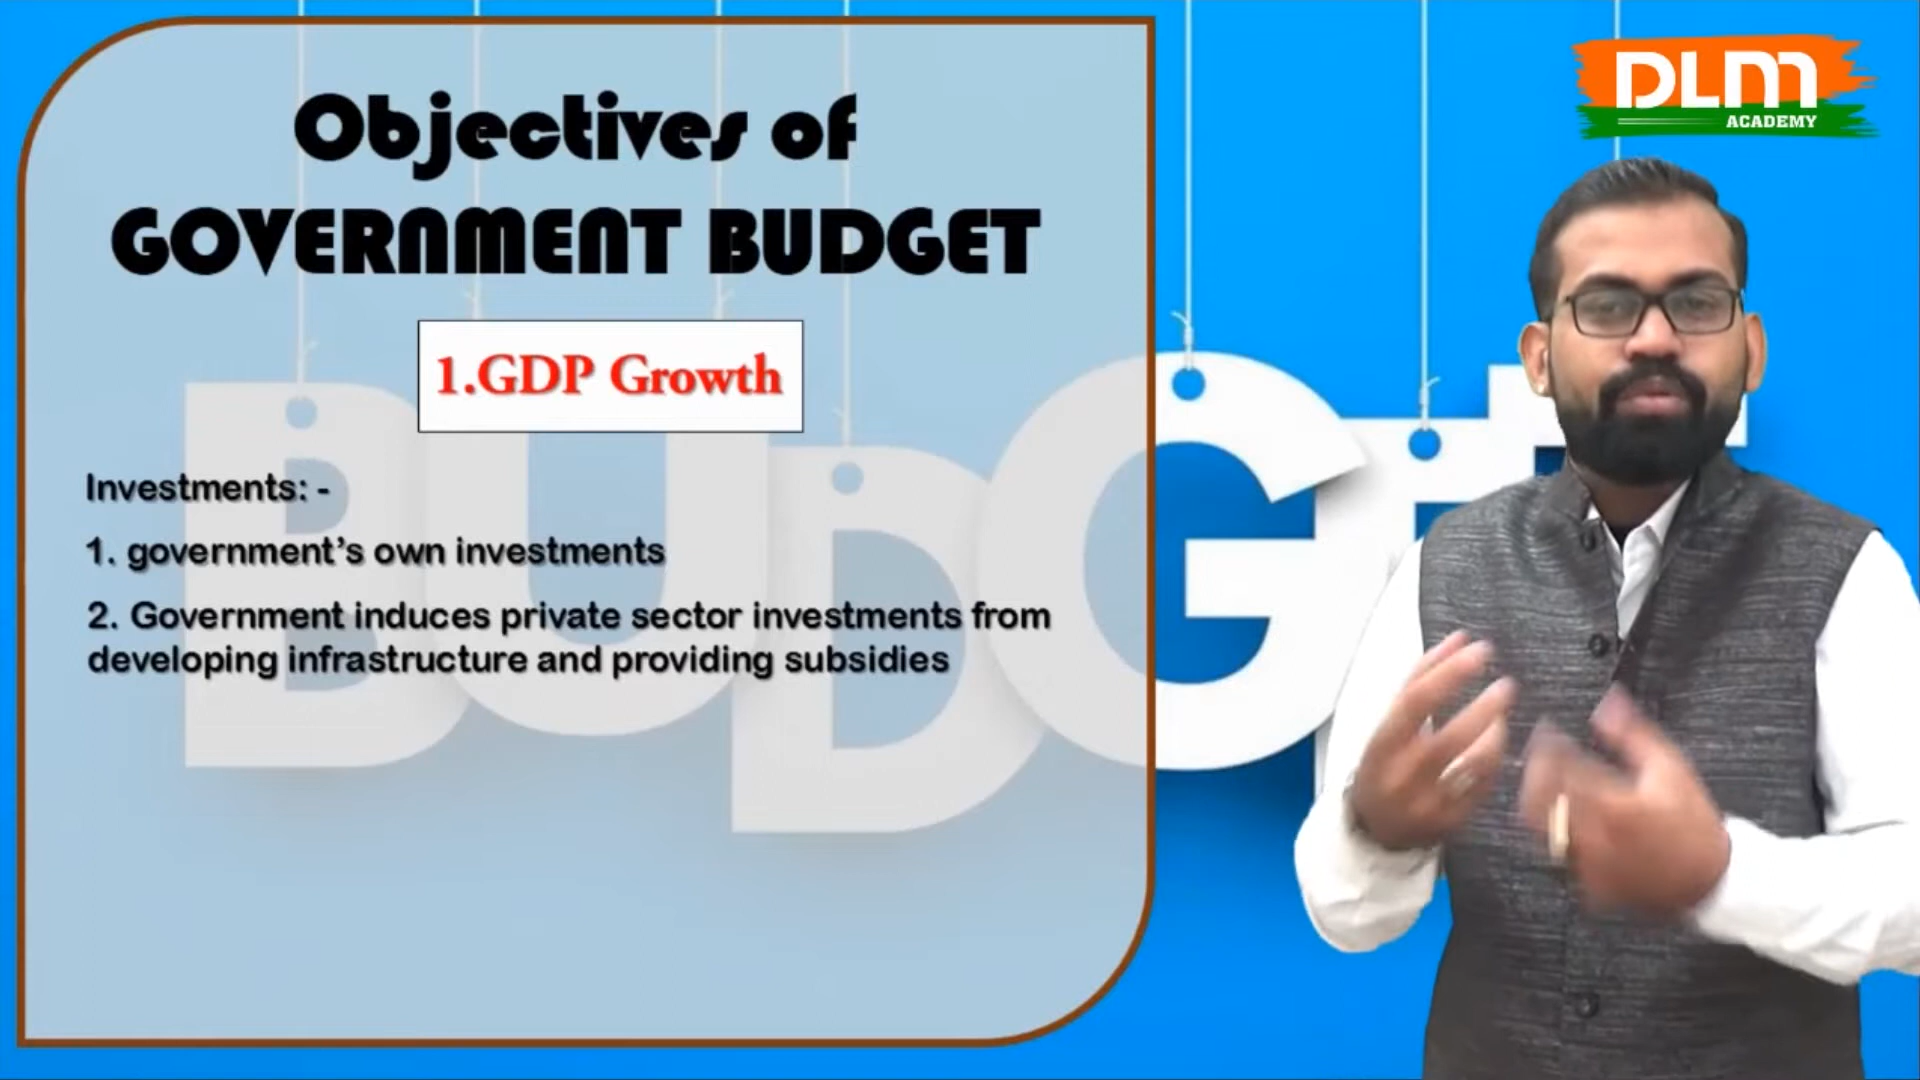 Objectives of
GOVERNMENT BUDGET
1.GDP Growth
Investments: -
1. government's own investments
2. Government induces private sector investments from
developing infrastructure and providing subsidies
DLM
ACADEMY
BUDGET